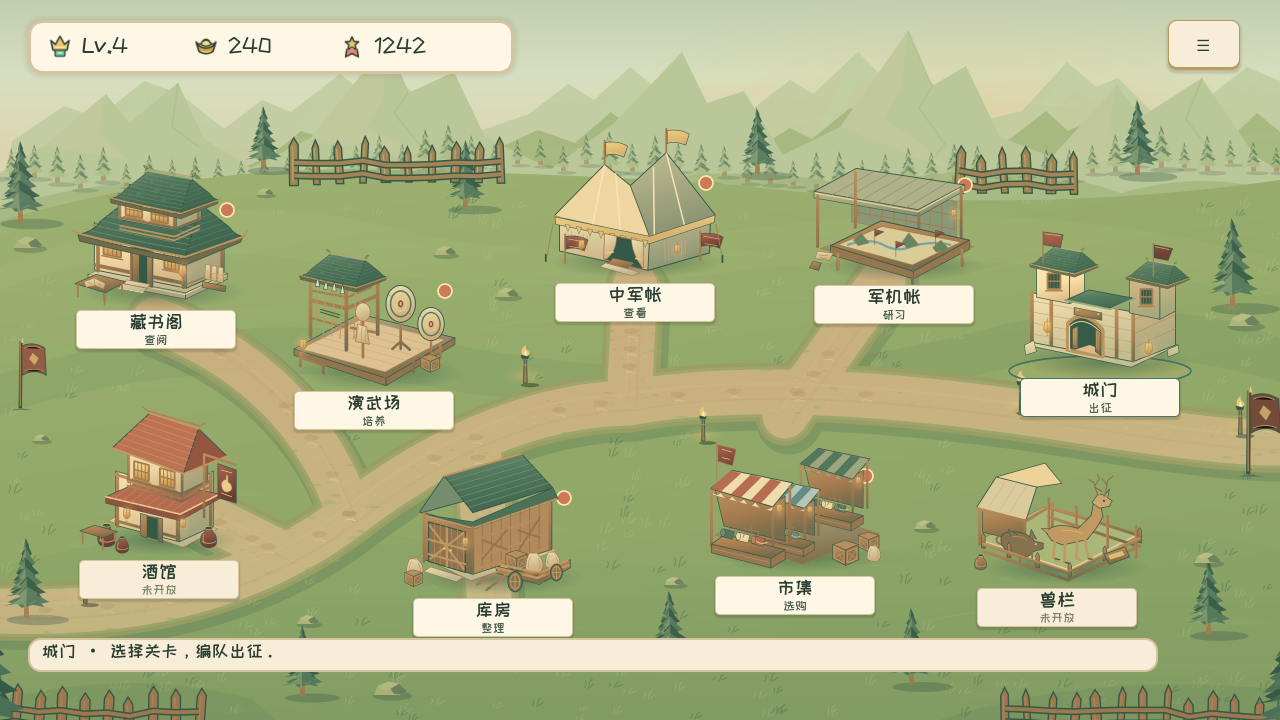 Lv.4
240
1242
☰
中军帐
查看
军机帐
研习
藏书阁
查阅
城门
出征
演武场
培养
酒馆
未开放
市集
选购
兽栏
未开放
库房
整理
城门 · 选择关卡，编队出征.